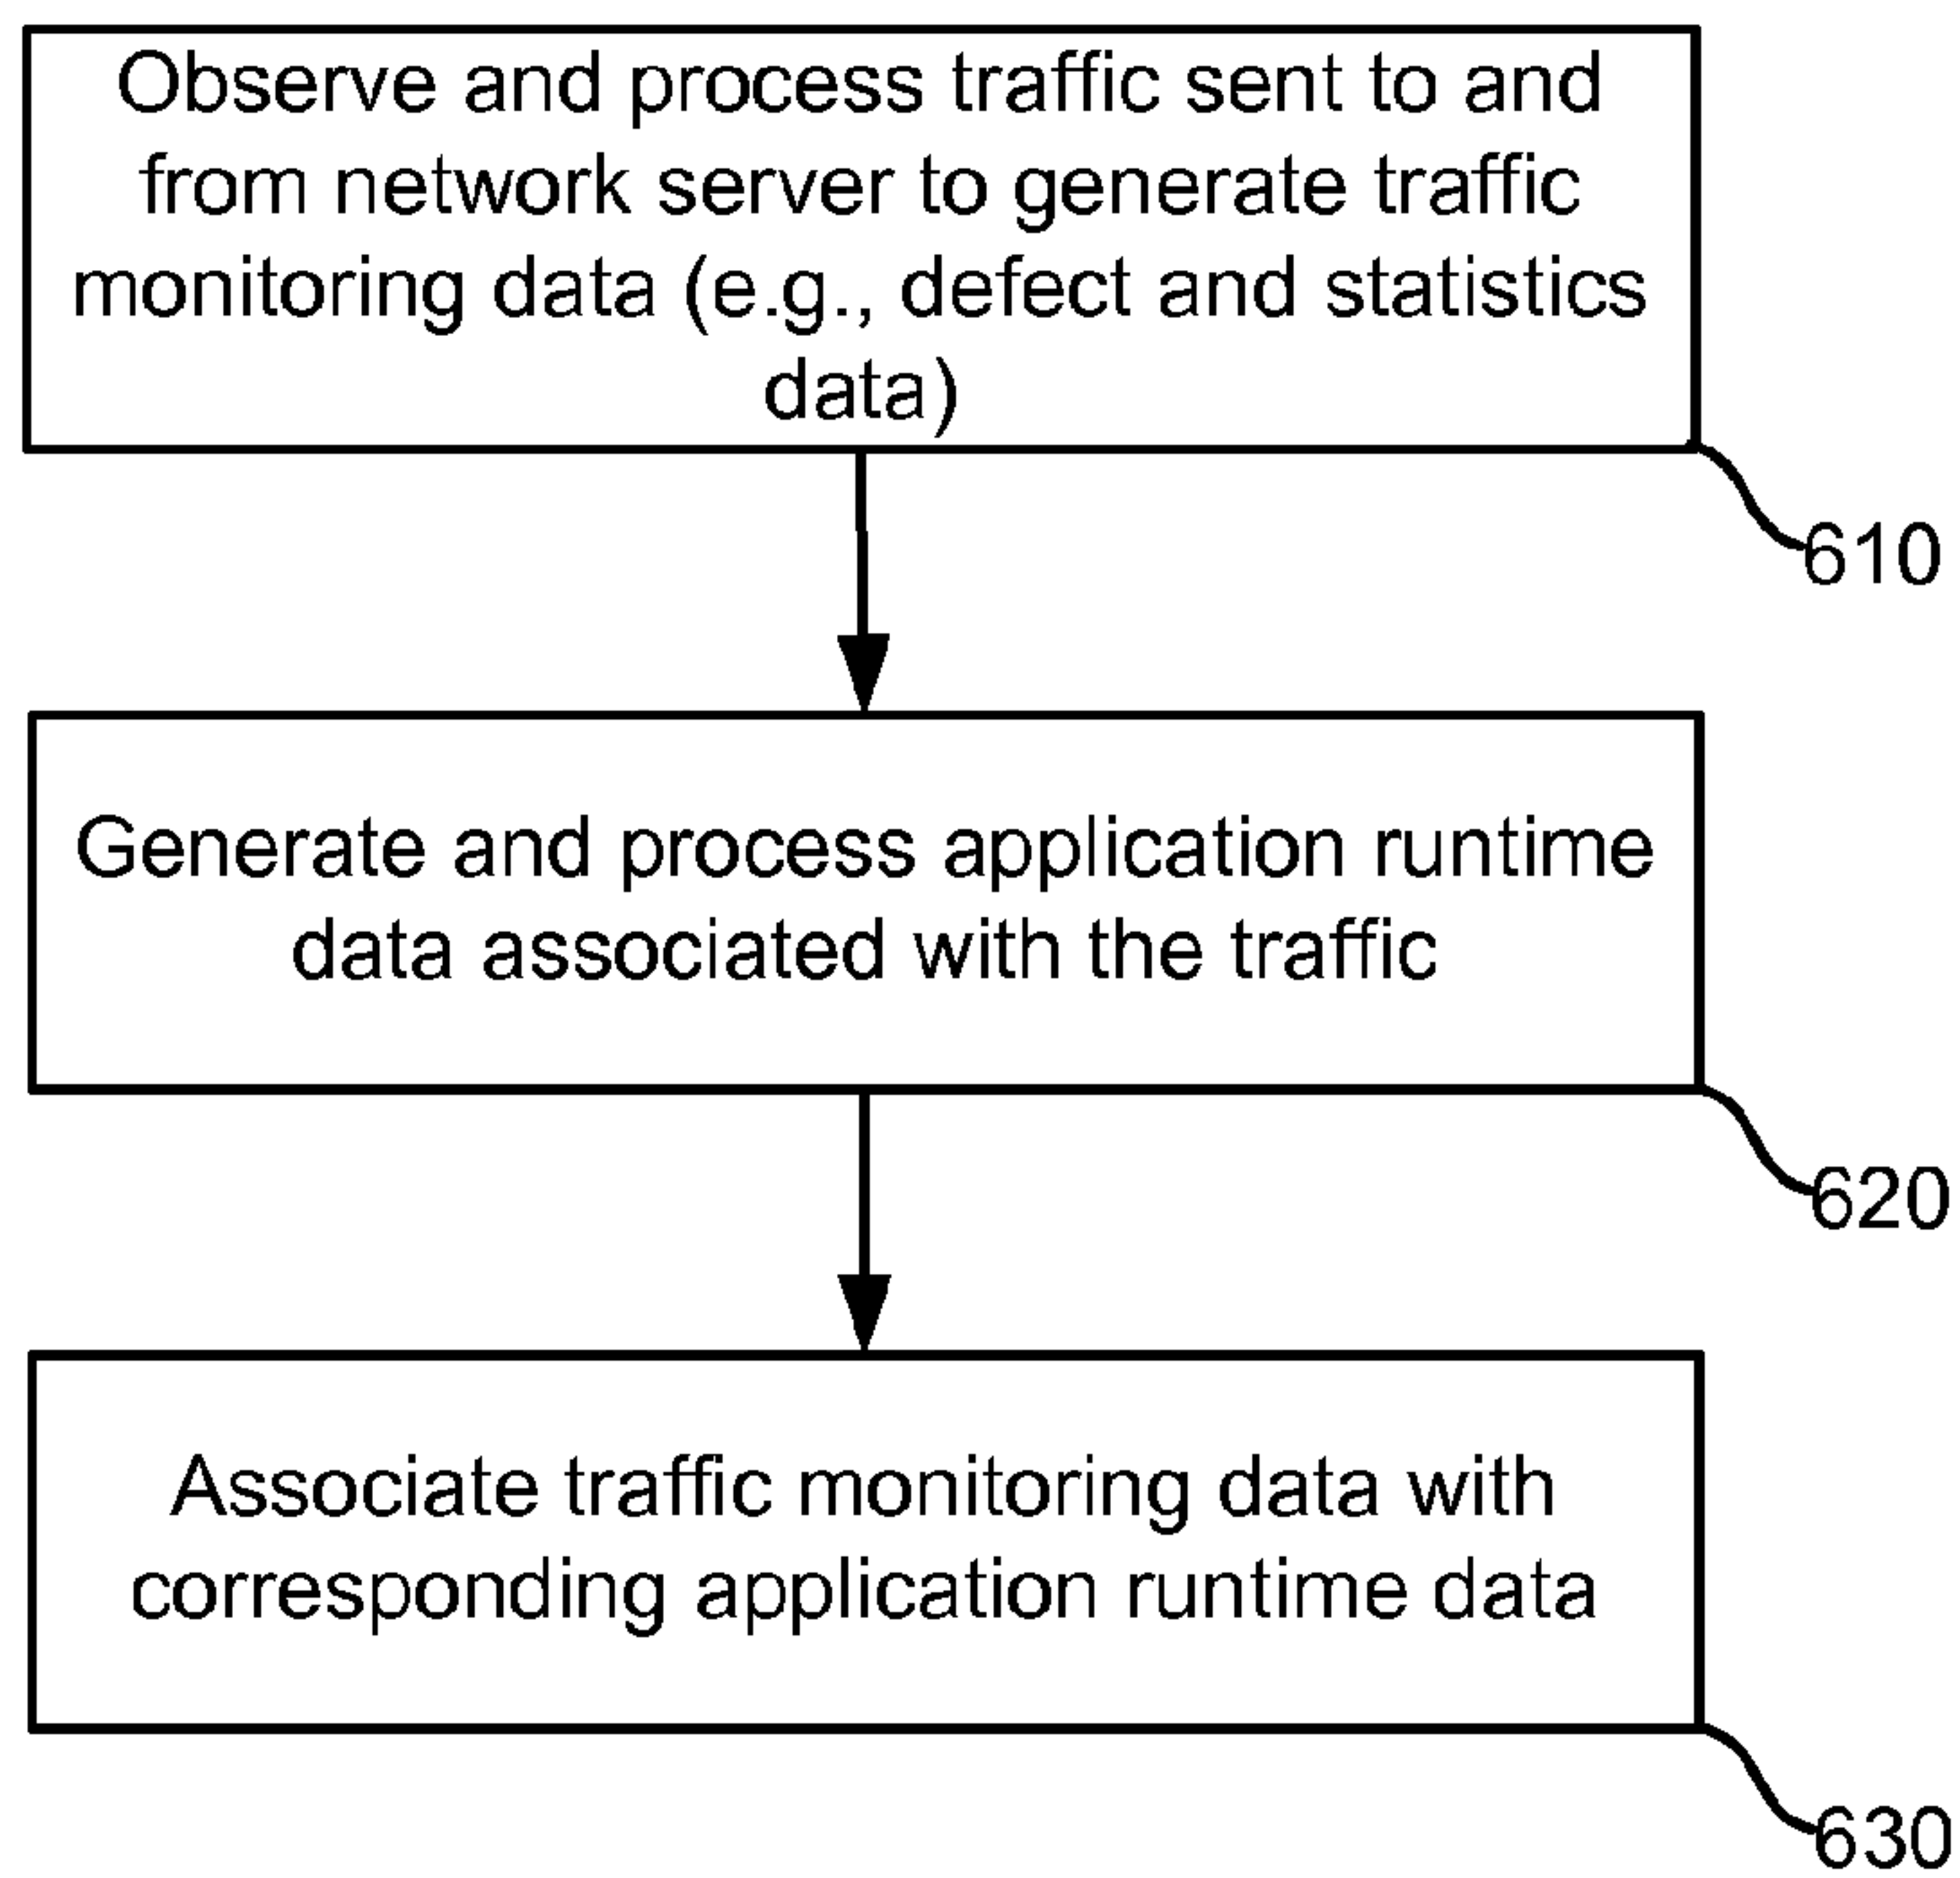 Observe and process traffic sent to and
from network server to generate traffic
monitoring data (e.g., defect and statistics
data)
610
Generate and process application runtime
data associated with the traffic
620
Associate traffic monitoring data with
corresponding application runtime data
630